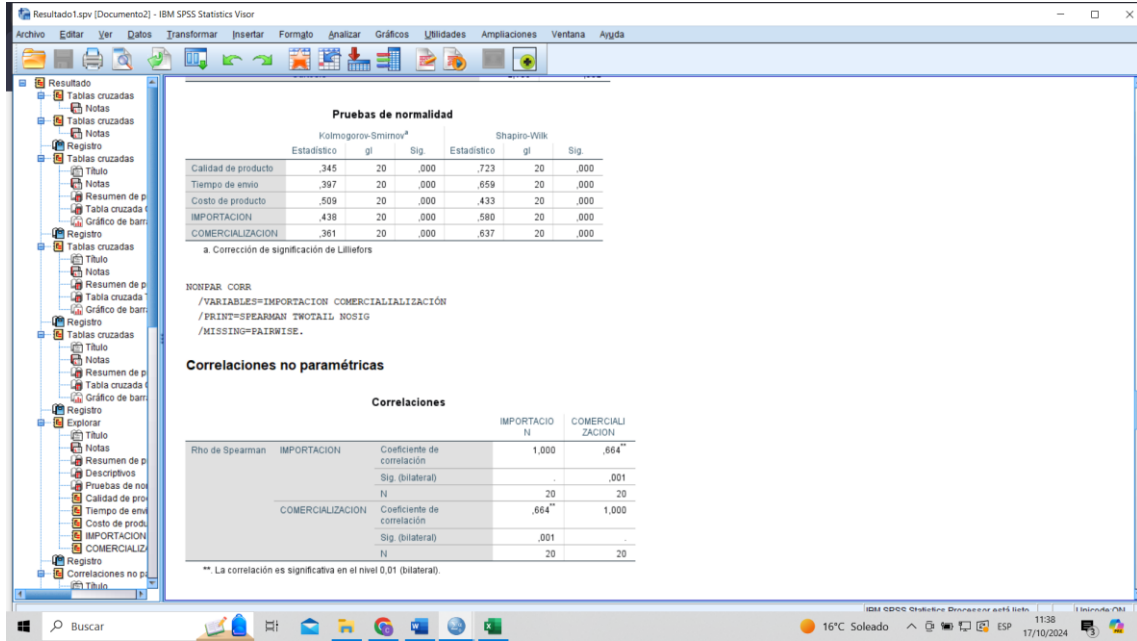 Resultado1.spv [Documento2] - IBM SPSS Statistics Visor
Archivo Editar Ver Datos Transformar Insertar Formato Analizar Gráficos Utilidades Ampliaciones Ventana Ayuda
Resultado
Tablas cruzadas
Notas
Tablas cruzadas
Notas
Registro
Tablas cruzadas
Título
Notas
Resumen de p
Tabla cruzada
Gráfico de barr
Registro
Tablas cruzadas
Título
Notas
Resumen de p
Tabla cruzada
Gráfico de barr
Registro
Tablas cruzadas
Título
Notas
Resumen de p
Tabla cruzada
Gráfico de barr
Registro
Explorar
Título
Notas
Resumen de p
Descriptivos
Pruebas de nor
Calidad de pro
Tiempo de envi
Costo de produ
IMPORTACION
COMERCIALIZ
Registro
Correlaciones no pa
Título
Pruebas de normalidad
Kolmogorov-Smirnovª Shapiro-Wilk
Estadístico gl Sig. Estadístico gl Sig.
Calidad de producto ,345 20 ,000 ,723 20 ,000
Tiempo de envio ,397 20 ,000 ,659 20 ,000
Costo de producto ,509 20 ,000 ,433 20 ,000
IMPORTACION ,438 20 ,000 ,580 20 ,000
COMERCIALIZACION ,361 20 ,000 ,637 20 ,000
a. Corrección de significación de Lilliefors
NONPAR CORR
/VARIABLES=IMPORTACION COMERCIALIALIZACIÓN
/PRINT=SPEARMAN TWOTAIL NOSIG
/MISSING=PAIRWISE.
Correlaciones no paramétricas
Correlaciones
IMPORTACIO COMERCIALI
N ZACION
Rho de Spearman IMPORTACION Coeficiente de 1,000 ,664**
correlación
Sig. (bilateral) . ,001
N 20 20
COMERCIALIZACION Coeficiente de ,664** 1,000
correlación
Sig. (bilateral) ,001 .
N 20 20
**. La correlación es significativa en el nivel 0,01 (bilateral).
IBM SPSS Statistics Processor está listo Unicode:ON
Buscar
16°C Soleado ESP 11:38
17/10/2024